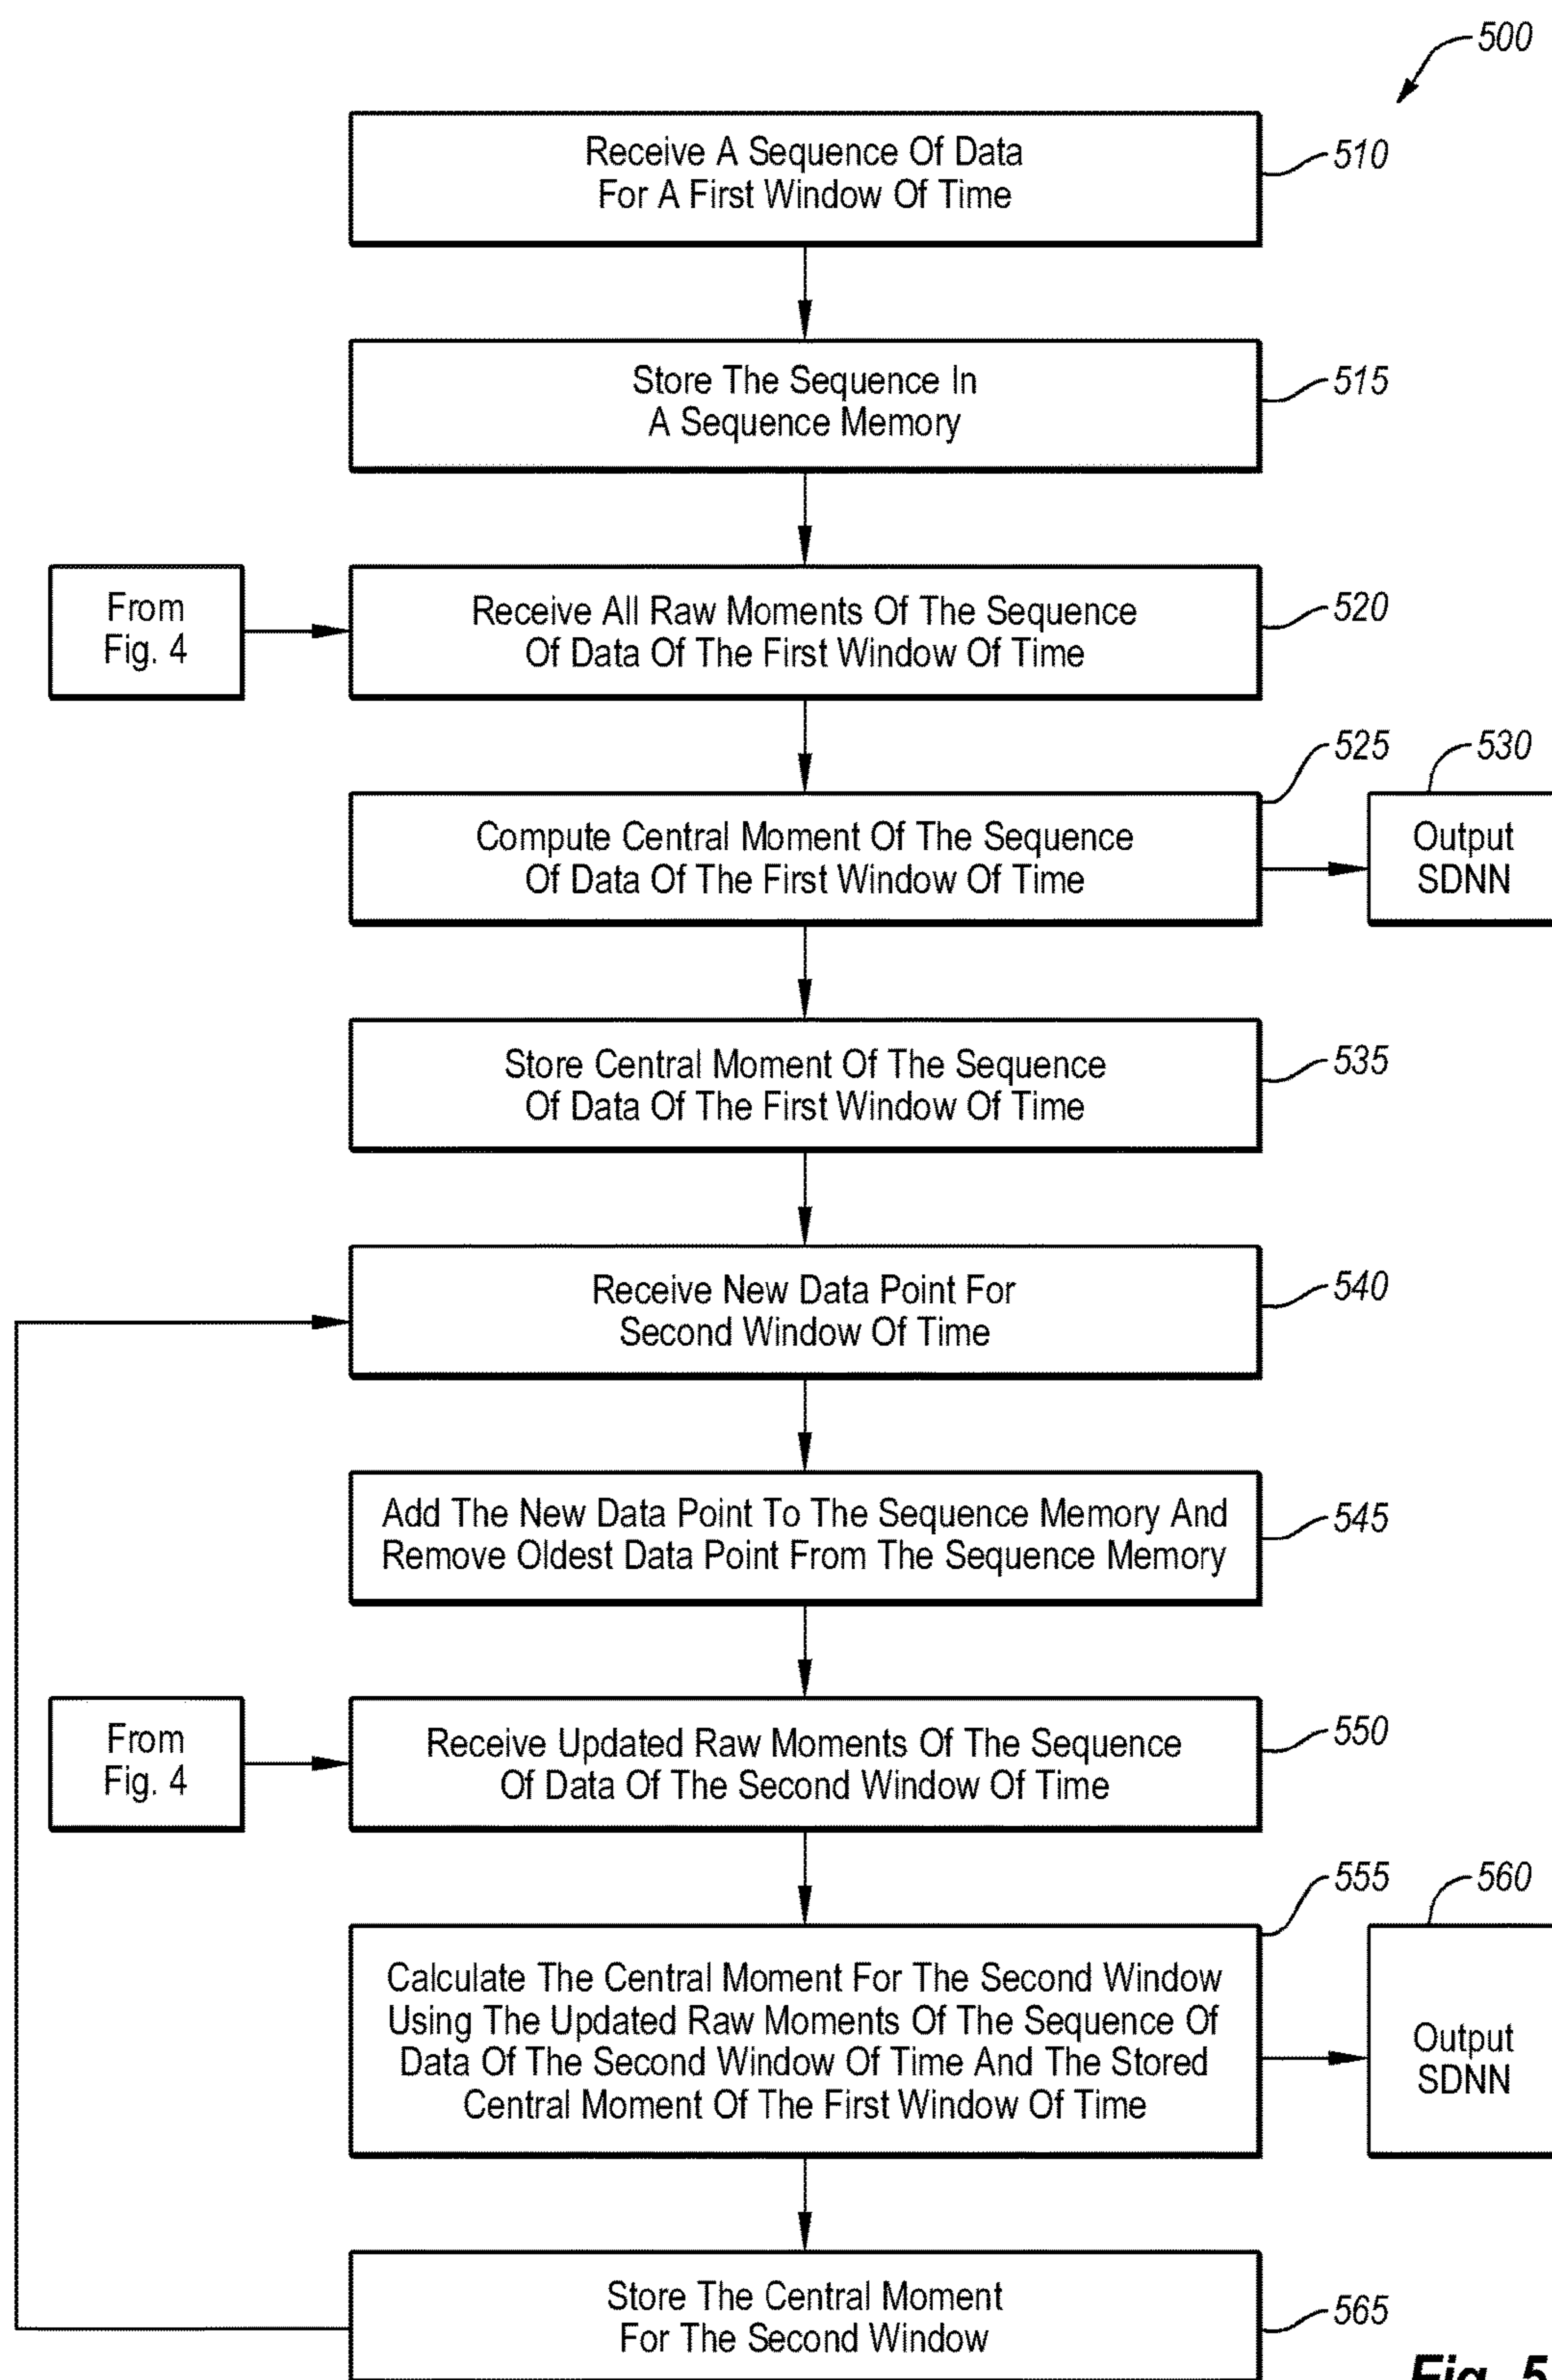 500
Receive A Sequence Of Data
For A First Window Of Time
510
Store The Sequence In
A Sequence Memory
515
From
Fig. 4
Receive All Raw Moments Of The Sequence
Of Data Of The First Window Of Time
520
525
530
Compute Central Moment Of The Sequence
Of Data Of The First Window Of Time
Output
SDNN
Store Central Moment Of The Sequence
Of Data Of The First Window Of Time
535
Receive New Data Point For
Second Window Of Time
540
Add The New Data Point To The Sequence Memory And
Remove Oldest Data Point From The Sequence Memory
545
From
Fig. 4
Receive Updated Raw Moments Of The Sequence
Of Data Of The Second Window Of Time
550
555
560
Calculate The Central Moment For The Second Window
Using The Updated Raw Moments Of The Sequence Of
Data Of The Second Window Of Time And The Stored
Central Moment Of The First Window Of Time
Output
SDNN
Store The Central Moment
For The Second Window
565
Fig. 5